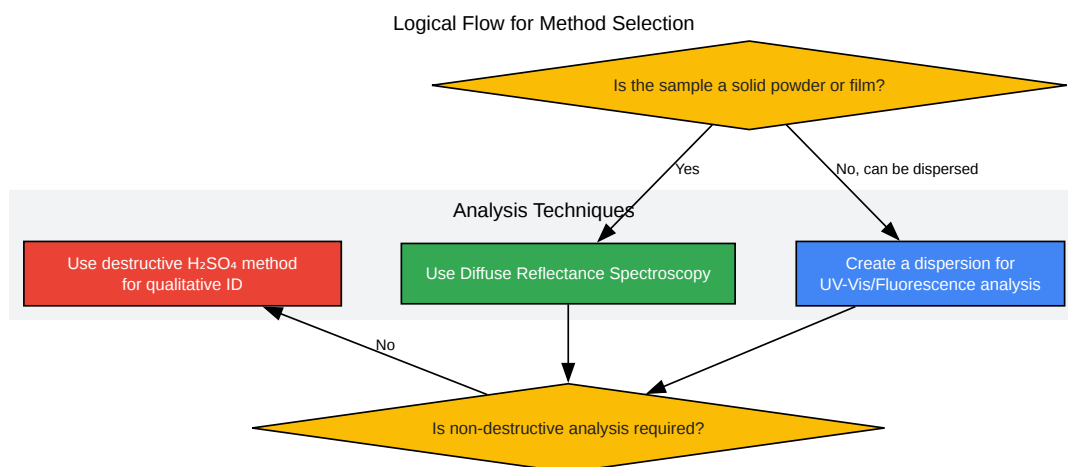 Logical Flow for Method Selection
Is the sample a solid powder or film?
Yes
No, can be dispersed
Analysis Techniques
Use destructive H₂SO₄ method
for qualitative ID
Use Diffuse Reflectance Spectroscopy
Create a dispersion for
UV-Vis/Fluorescence analysis
No
Is non-destructive analysis required?